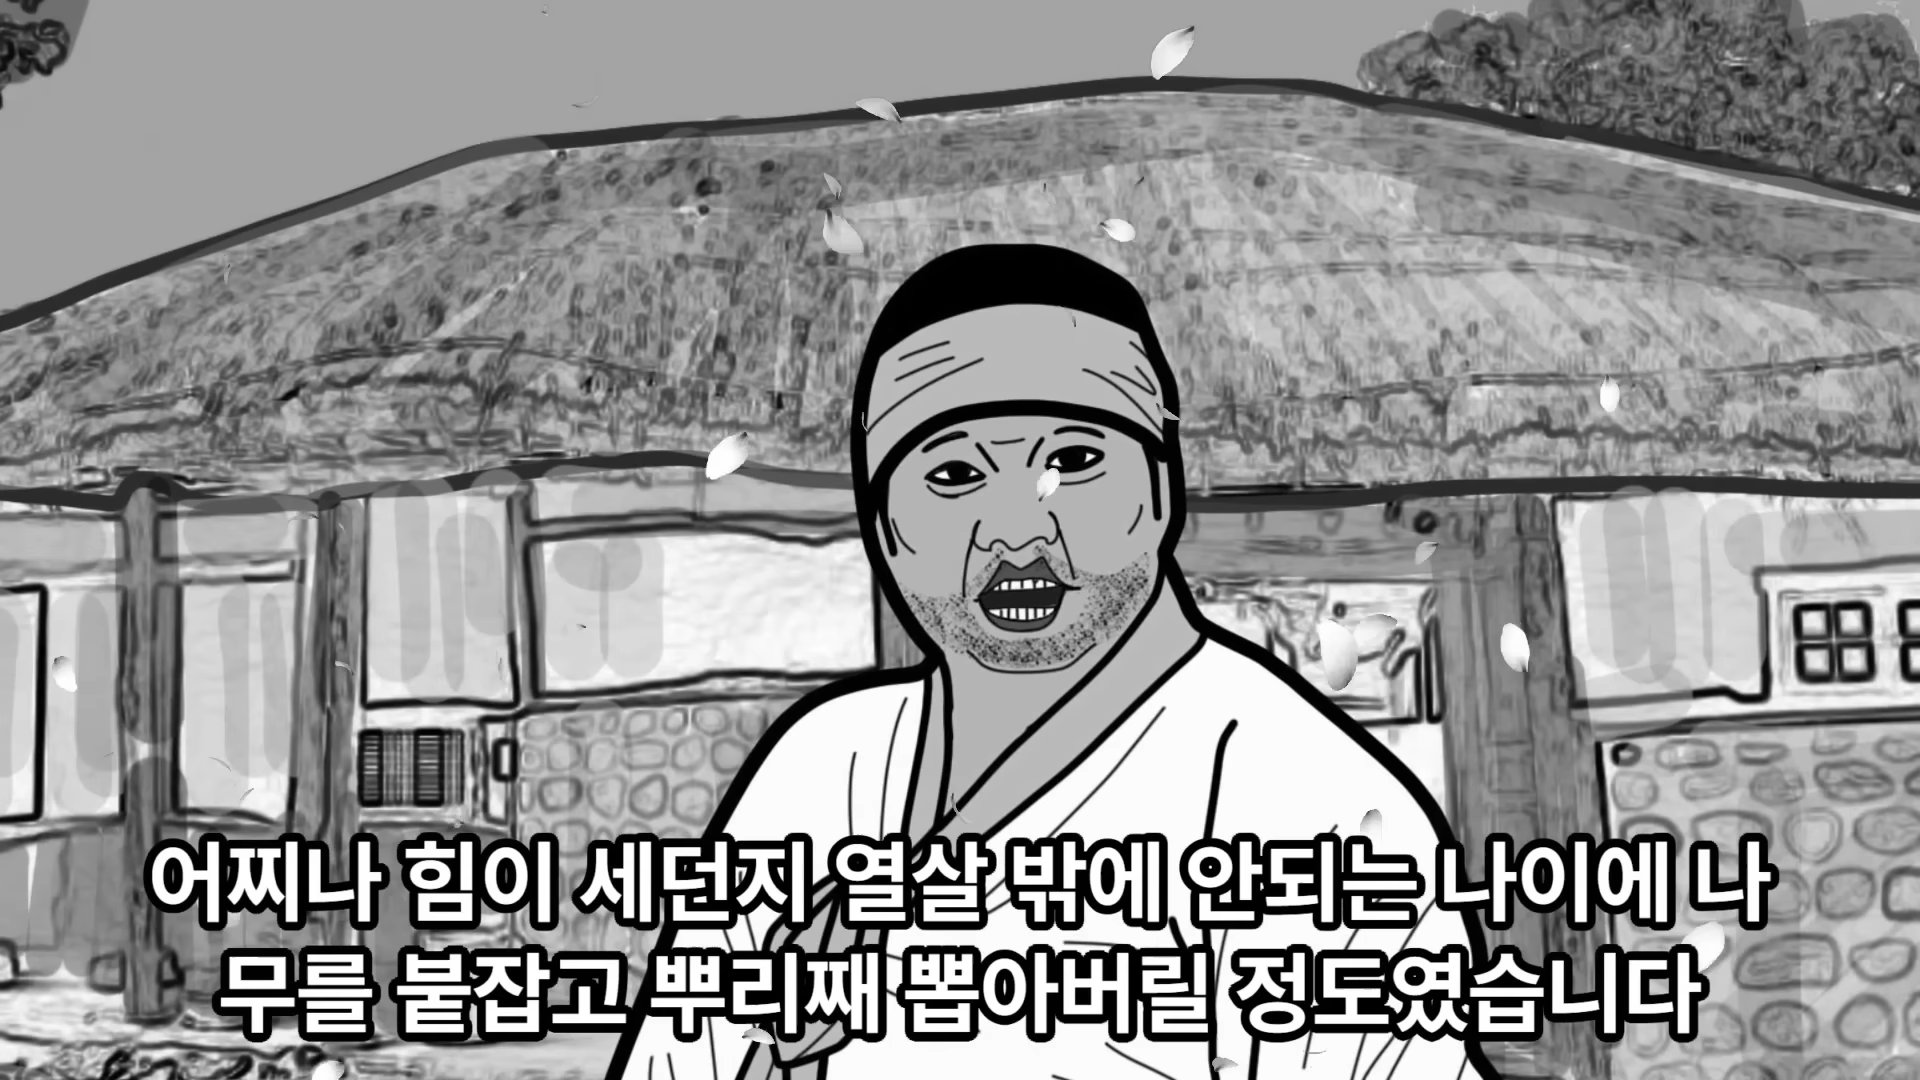 어찌나 힘이 세던지 열살 밖에 안되는 나이에 나
무를 붙잡고 뿌리째 뽑아버릴 정도였습니다